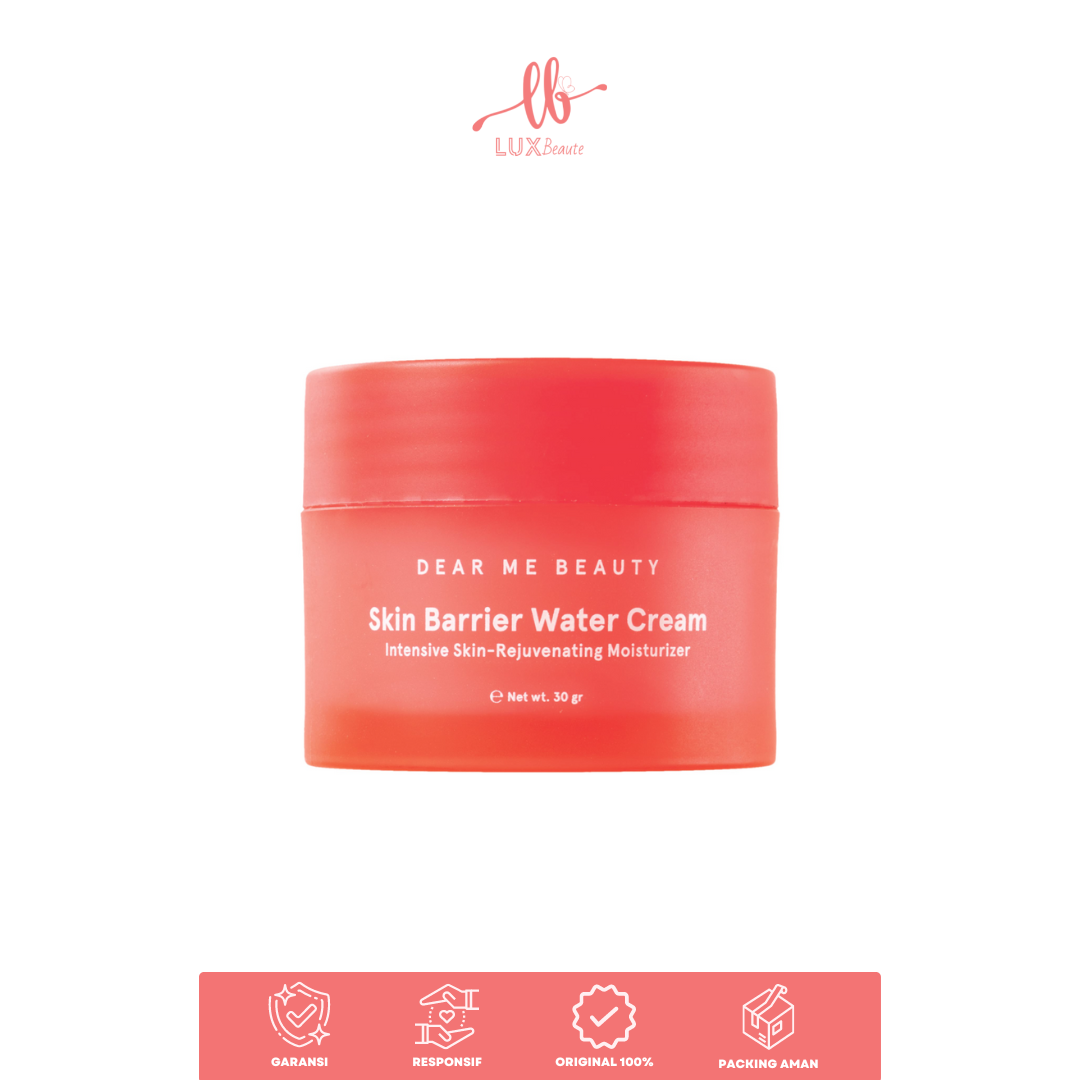 lb
LUX Beaute
DEAR ME BEAUTY
Skin Barrier Water Cream
Intensive Skin-Rejuvenating Moisturizer
℮ Net wt. 30 gr
GARANSI
RESPONSIF
ORIGINAL 100%
PACKING AMAN